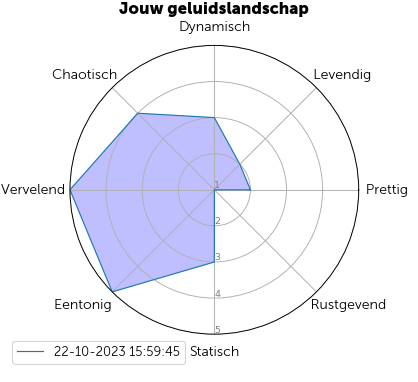 Jouw geluidslandschap
Dynamisch
Chaotisch
Levendig
Vervelend
1
Prettig
2
3
4
Eentonig
Rustgevend
5
22-10-2023 15:59:45
Statisch